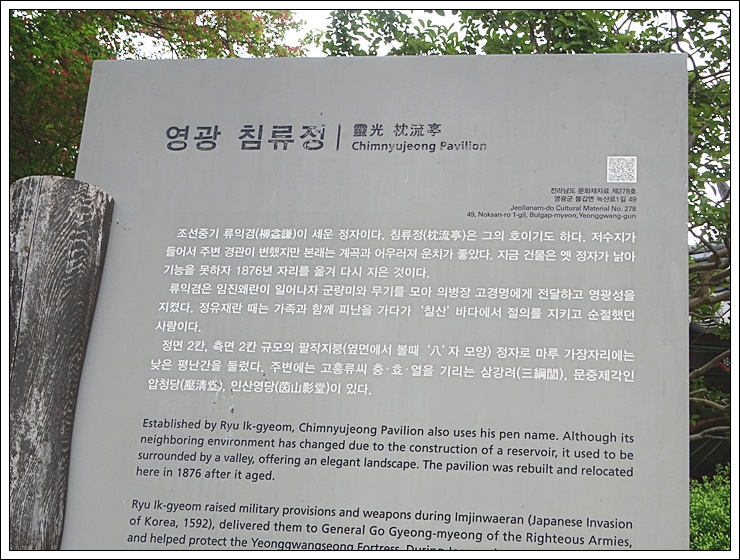 영광 침류정
靈光 枕流亭
Chimnyujeong Pavilion
전라남도 문화재자료 제278호
영광군 불갑면 녹산로1길 49
Jeollanam-do Cultural Material No. 278
49, Noksan-ro 1-gil, Bulgap-myeon, Yeonggwang-gun
조선중기 류익겸(柳益謙)이 세운 정자이다. 침류정(枕流亭)은 그의 호이기도 하다. 저수지가
들어서 주변 경관이 변했지만 본래는 계곡과 어우러져 운치가 좋았다. 지금 건물은 옛 정자가 낡아
기능을 못하자 1876년 자리를 옮겨 다시 지은 것이다.
류익겸은 임진왜란이 일어나자 군량미와 무기를 모아 의병장 고경명에게 전달하고 영광성을
지켰다. 정유재란 때는 가족과 함께 피난을 가다가 ‘칠산’ 바다에서 절의를 지키고 순절했던
사람이다.
정면 2칸, 측면 2칸 규모의 팔작지붕(옆면에서 볼때 ‘八’자 모양) 정자로 마루 가장자리에는
낮은 평난간을 둘렀다. 주변에는 고흥류씨 충·효·열을 기리는 삼강려(三綱閭), 문중제각인
압청당(壓淸堂), 인산영당(茵山影堂)이 있다.
Established by Ryu Ik-gyeom, Chimnyujeong Pavilion also uses his pen name. Although its
neighboring environment has changed due to the construction of a reservoir, it used to be
surrounded by a valley, offering an elegant landscape. The pavilion was rebuilt and relocated
here in 1876 after it aged.
Ryu Ik-gyeom raised military provisions and weapons during Imjinwaeran (Japanese Invasion
of Korea, 1592), delivered them to General Go Gyeong-myeong of the Righteous Armies,
and helped protect the Yeonggwangseong Fortress. During